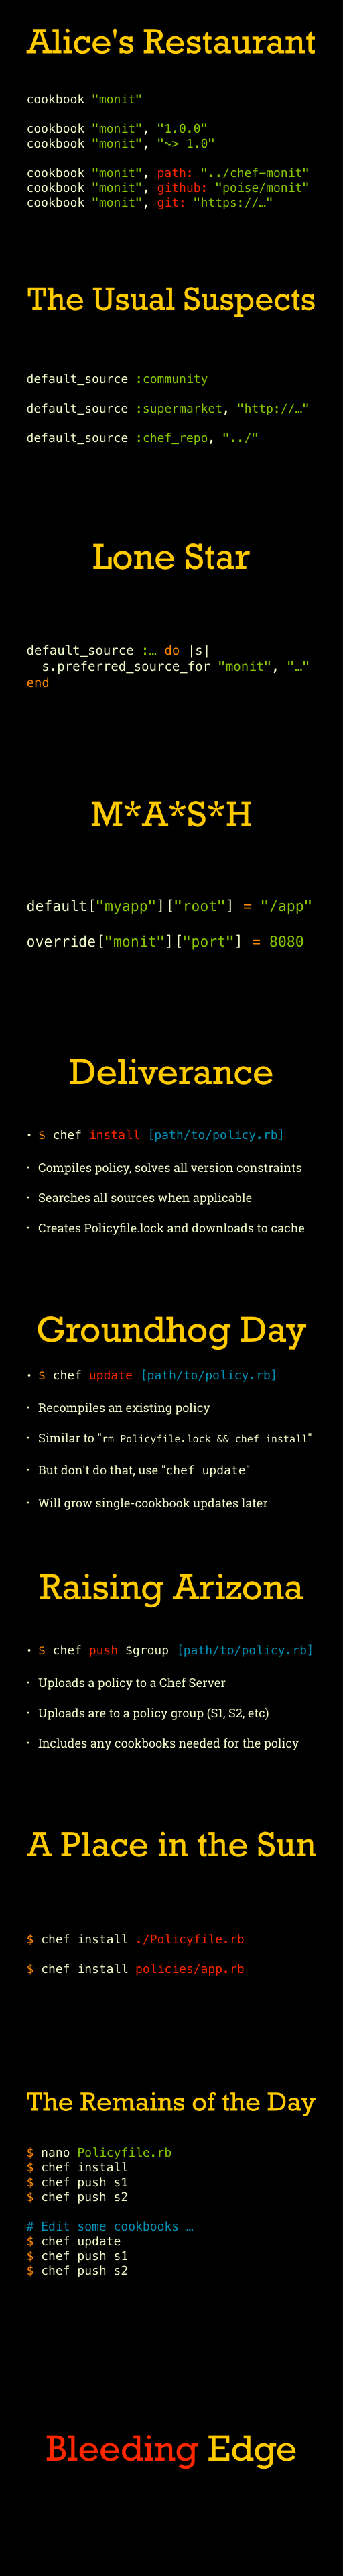 Alice's Restaurant
cookbook "monit"
cookbook "monit", "1.0.0"
cookbook "monit", "~> 1.0"
cookbook "monit", path: "../chef-monit"
cookbook "monit", github: "poise/monit"
cookbook "monit", git: "https://…"
The Usual Suspects
default_source :community
default_source :supermarket, "http://…"
default_source :chef_repo, "../"
Lone Star
default_source :… do |s|
  s.preferred_source_for "monit", "…"
end
M*A*S*H
default["myapp"]["root"] = "/app"
override["monit"]["port"] = 8080
Deliverance
• $ chef install [path/to/policy.rb]
• Compiles policy, solves all version constraints
• Searches all sources when applicable
• Creates Policyfile.lock and downloads to cache
Groundhog Day
• $ chef update [path/to/policy.rb]
• Recompiles an existing policy
• Similar to "rm Policyfile.lock && chef install"
• But don't do that, use "chef update"
• Will grow single-cookbook updates later
Raising Arizona
• $ chef push $group [path/to/policy.rb]
• Uploads a policy to a Chef Server
• Uploads are to a policy group (S1, S2, etc)
• Includes any cookbooks needed for the policy
A Place in the Sun
$ chef install ./Policyfile.rb
$ chef install policies/app.rb
The Remains of the Day
$ nano Policyfile.rb
$ chef install
$ chef push s1
$ chef push s2
# Edit some cookbooks …
$ chef update
$ chef push s1
$ chef push s2
Bleeding Edge